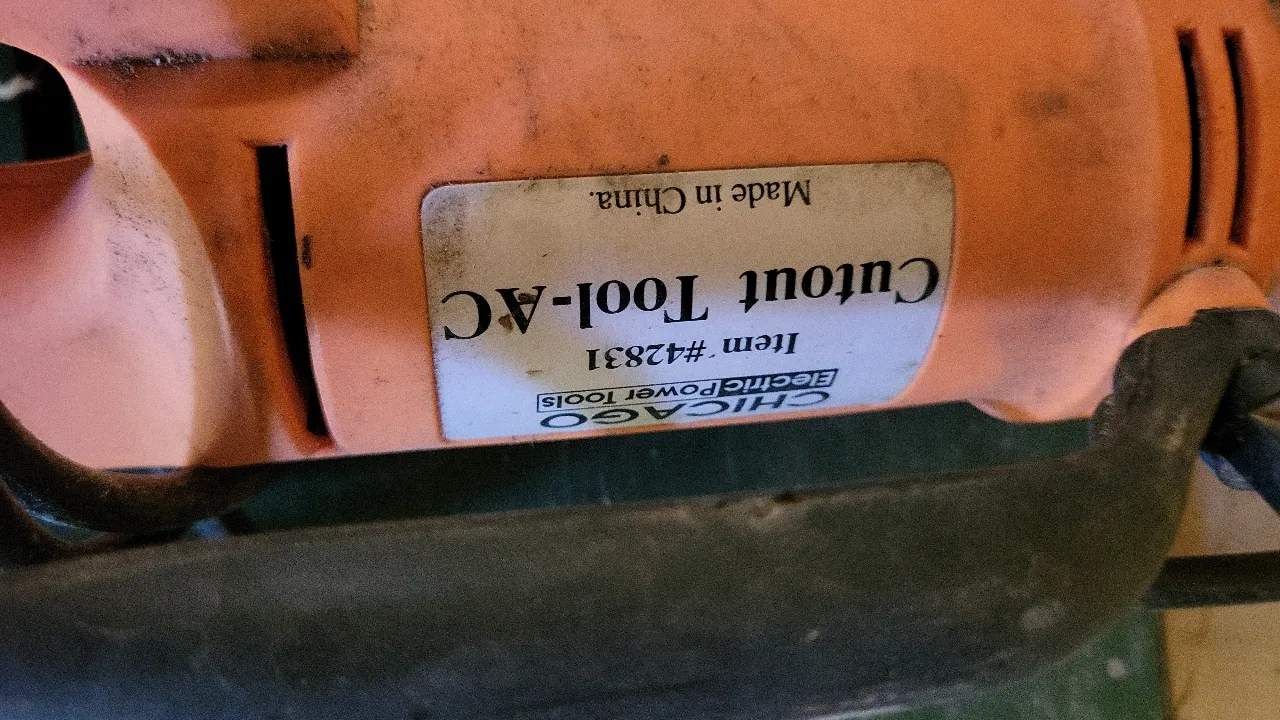 CHICAGO
Electric Power Tools
Item #42831
Cutout Tool-AC
Made in China.